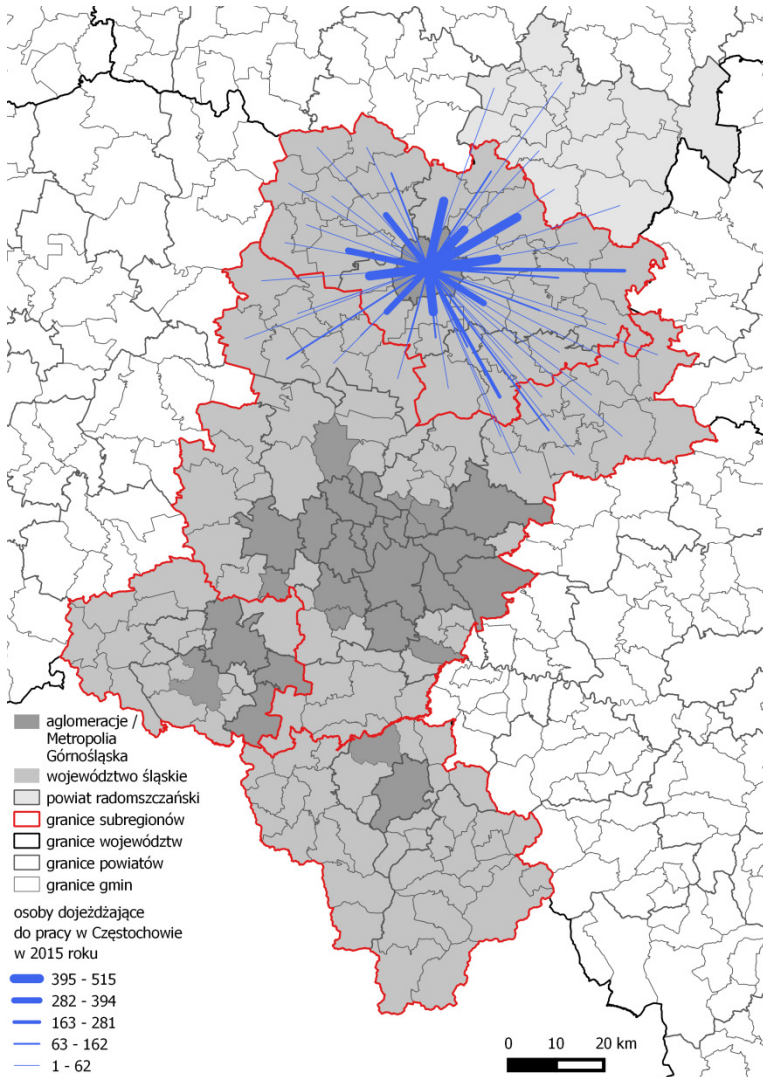 aglomeracje /
Metropolia
Górnośląska
województwo śląskie
powiat radomszczański
granice subregionów
granice województw
granice powiatów
granice gmin
osoby dojeżdżające
do pracy w Częstochowie
w 2015 roku
395 - 515
282 - 394
163 - 281
63 - 162
1 - 62
0 10 20 km